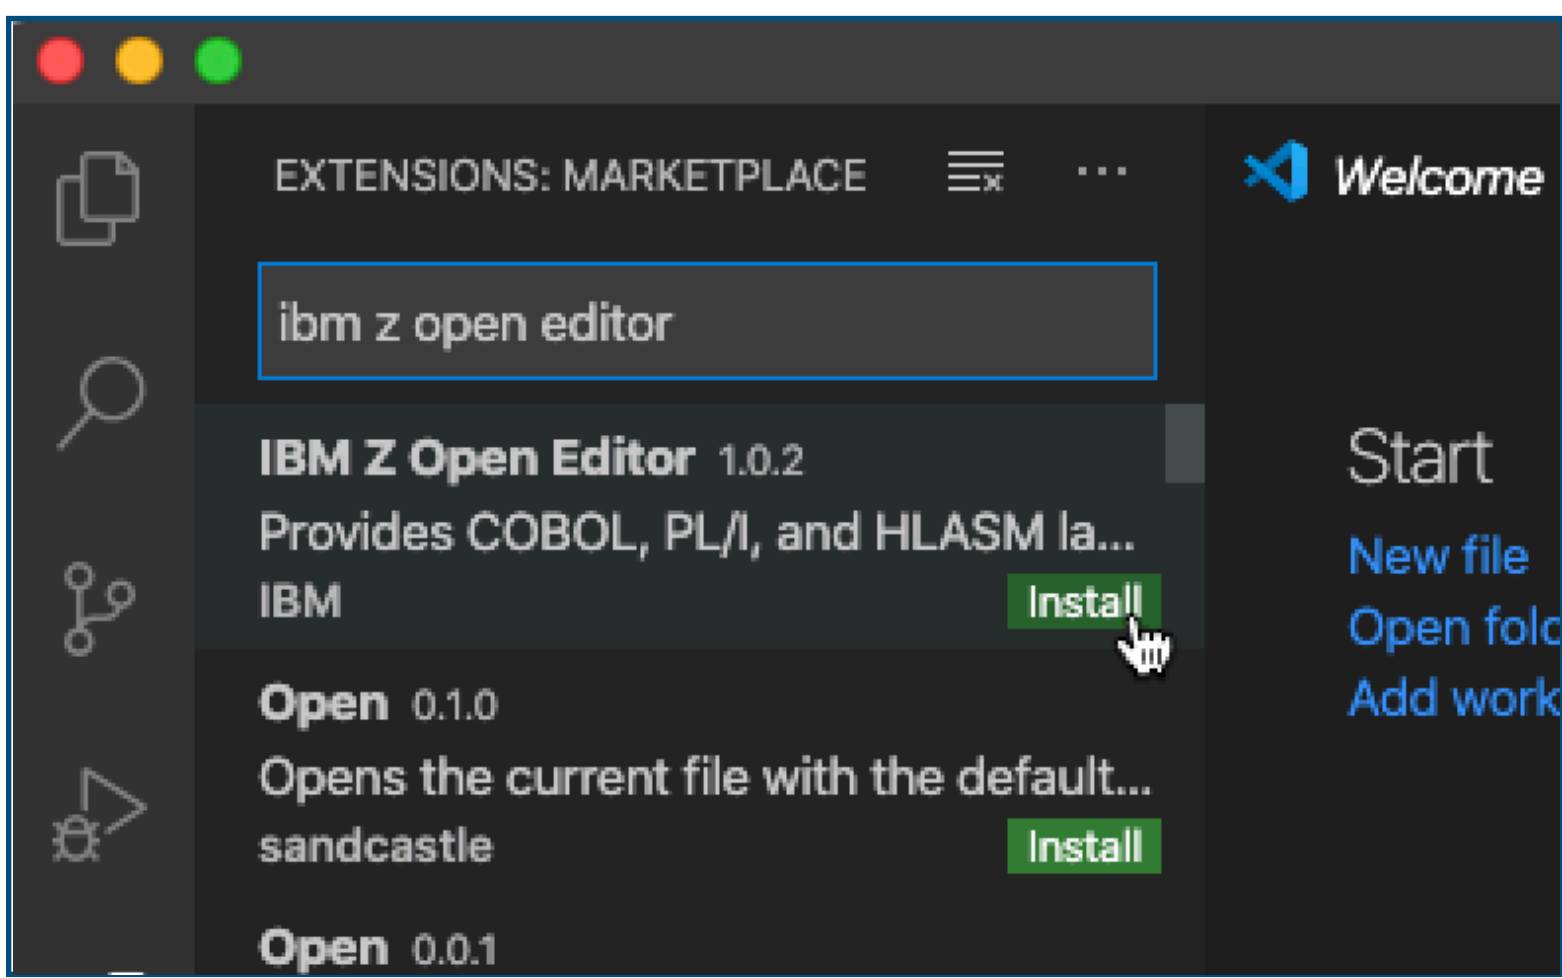 EXTENSIONS: MARKETPLACE
ibm z open editor
IBM Z Open Editor 1.0.2
Provides COBOL, PL/I, and HLASM la...
IBM
Install
Open 0.1.0
Opens the current file with the default...
sandcastle
Install
Open 0.0.1
Welcome
Start
New file
Open fold
Add work